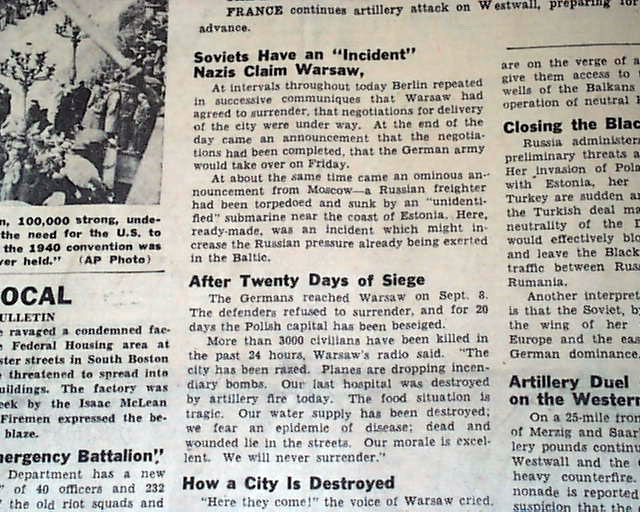 FRANCE continues artillery attack on Westwall, preparing for
advance.
Soviets Have an "Incident"
Nazis Claim Warsaw,
At intervals throughout today Berlin repeated
in successive communiques that Warsaw had
agreed to surrender, that negotiations for delivery
of the city were under way. At the end of the
day came an announcement that the negotia-
tions had been completed, that the German army
would take over on Friday.
At about the same time came an ominous an-
nouncement from Moscow—a Russian freighter
had been torpedoed and sunk by an "unidenti-
fied" submarine near the coast of Estonia. Here,
ready-made, was an incident which might in-
crease the Russian pressure already being exerted
in the Baltic.
After Twenty Days of Siege
The Germans reached Warsaw on Sept. 8.
The defenders refused to surrender, and for 20
days the Polish capital has been beseiged.
More than 3000 civilians have been killed in
the past 24 hours, Warsaw's radio said. "The
city has been razed. Planes are dropping incen-
diary bombs. Our last hospital was destroyed
by artillery fire today. The food situation is
tragic. Our water supply has been destroyed;
we fear an epidemic of disease; dead and
wounded lie in the streets. Our morale is excel-
lent. We will never surrender."
How a City Is Destroyed
"Here they come!" the voice of Warsaw cried.
n, 100,000 strong, unde-
the need for the U.S. to
the 1940 convention was
ver held." (AP Photo)
OCAL
ULLETIN
e ravaged a condemned fac-
e Federal Housing area at
ster streets in South Boston
e threatened to spread into
uildings. The factory was
eek by the Isaac McLean
Firemen expressed the be-
blaze.
mergency Battalion"
Department has a new
" of 40 officers and 232
the old riot squads and
are on the verge of a
give them access to
wells of the Balkans
operation of neutral
Closing the Blac
Russia administer
preliminary threats a
Her invasion of Pola
with Estonia, her
Turkey are sudden an
the Turkish deal m
neutrality of the D
would effectively blo
and leave the Black
traffic between Rus
Rumania.
Another interpret
is that the Soviet, by
the wing of her
Europe and the eas
German dominance.
Artillery Duel
on the Western
On a 25-mile fron
of Merzig and Saar
lery pounds continu
Westwall and the
heavy counterfire.
nonade is reported
suspicion that the